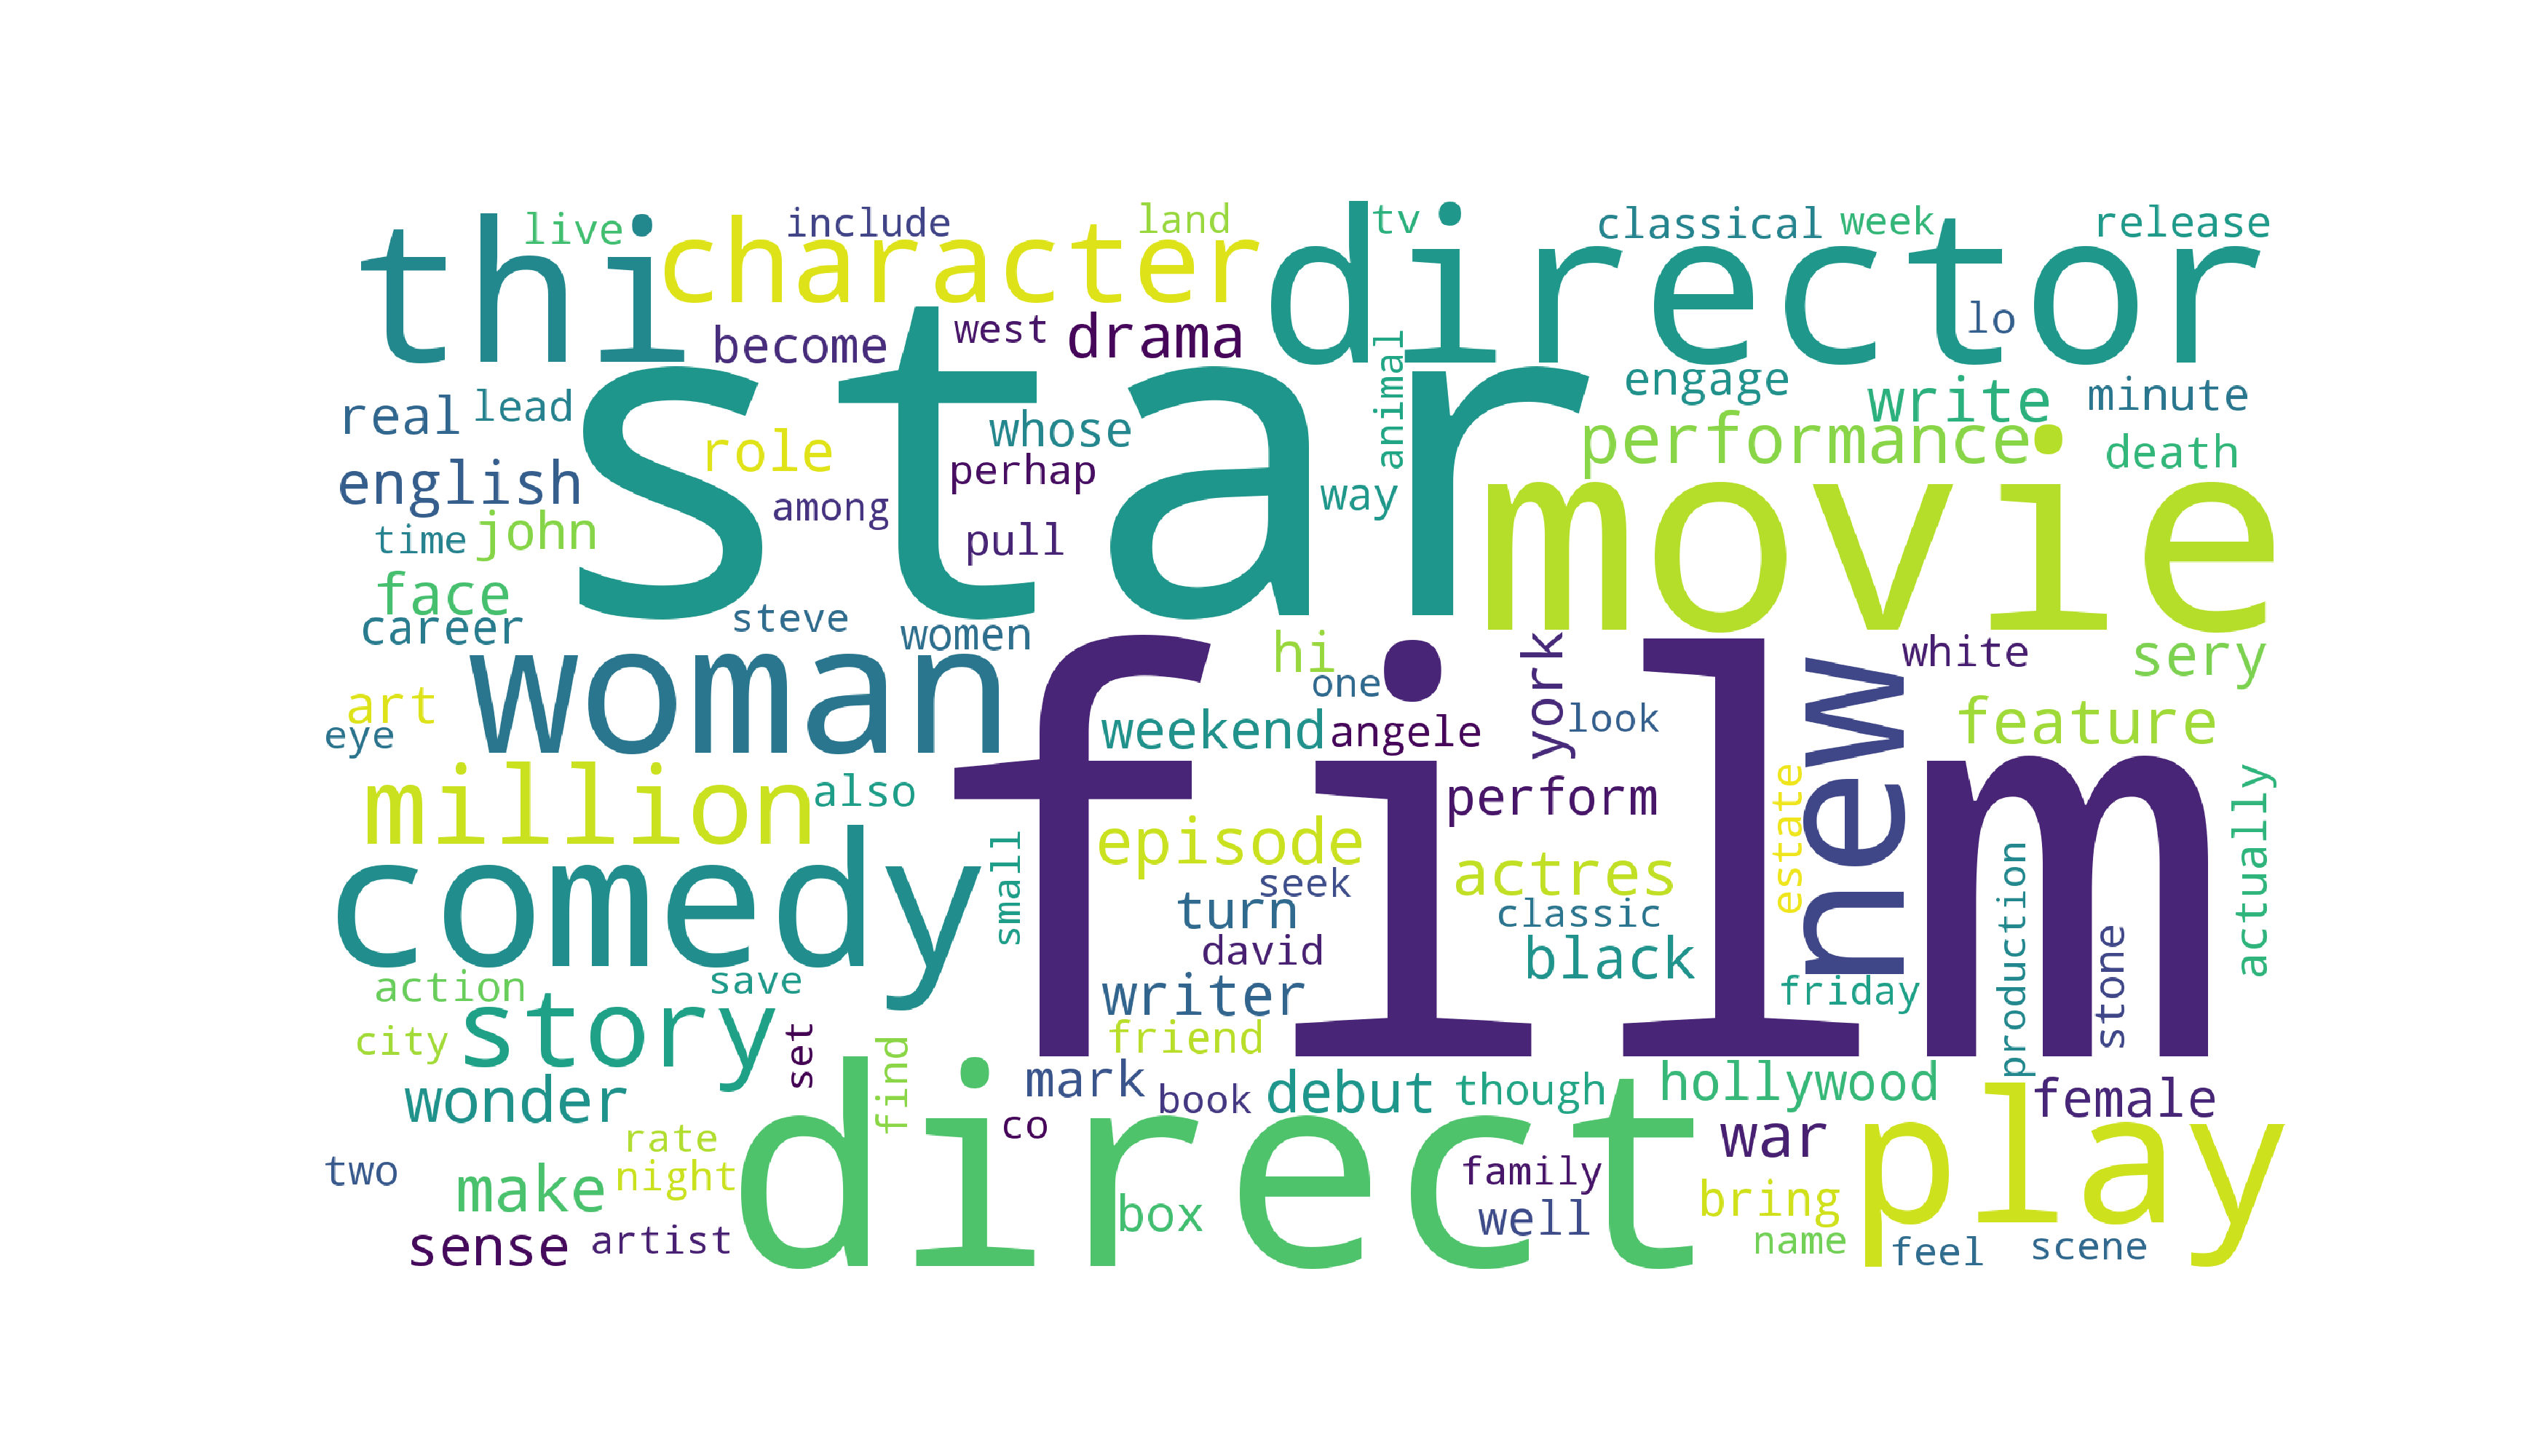 live
include
land
tv
classical
week
release
thi
character
director
lo
become
west
drama
animal
engage
write
minute
real
lead
star
role
whose
performance
death
english
among
perhap
way
movie
time
john
pull
face
career
steve
women
hi
york
white
sery
woman
one
look
new
art
eye
weekend
angele
feature
million
also
film
perform
estate
actually
comedy
small
episode
seek
actres
turn
classic
production
david
black
stone
action
save
writer
friday
story
city
set
find
friend
wonder
mark
book
debut
though
hollywood
female
direct
co
war
play
rate
two
night
make
family
box
well
bring
sense
artist
name
feel
scene